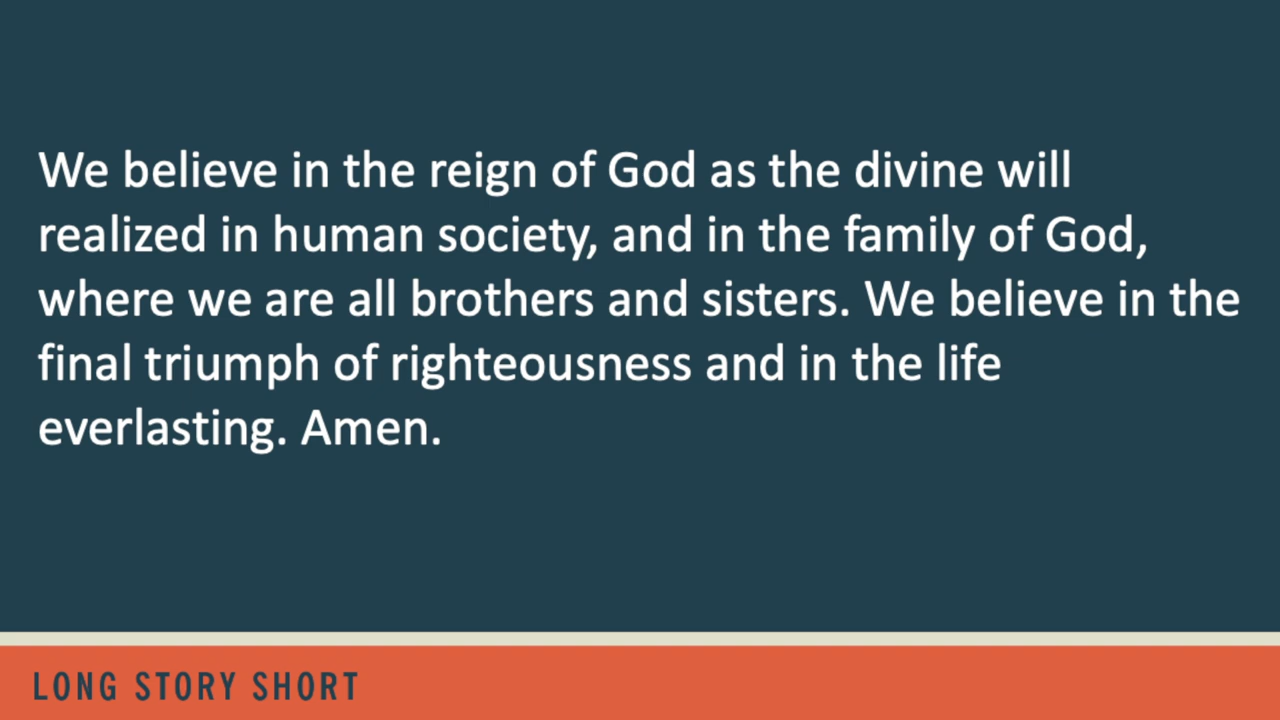 We believe in the reign of God as the divine will
realized in human society, and in the family of God,
where we are all brothers and sisters. We believe in the
final triumph of righteousness and in the life
everlasting. Amen.
LONG STORY SHORT